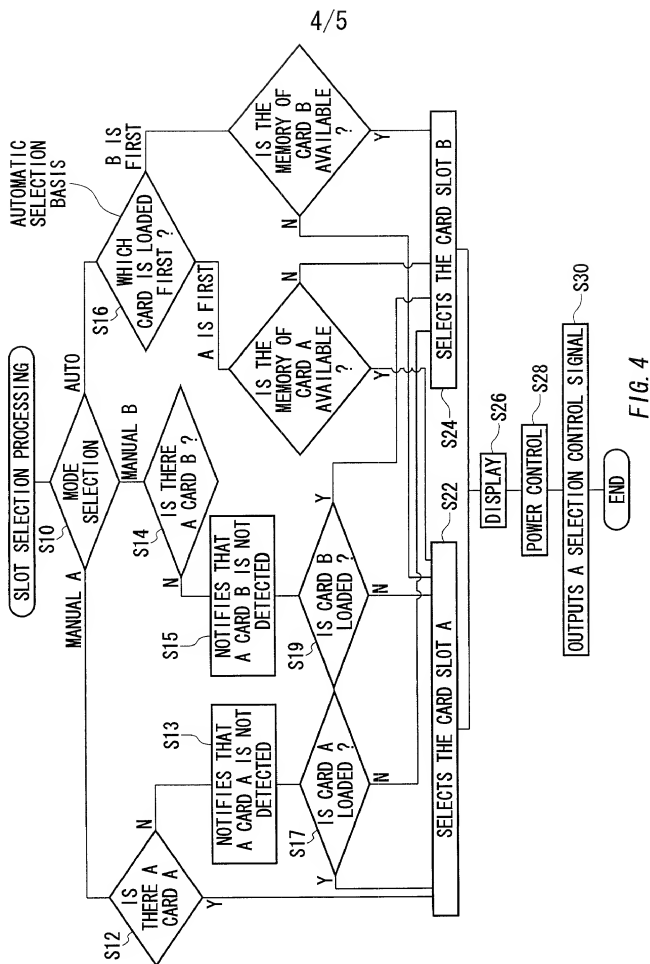 4/5
SLOT SELECTION PROCESSING
S10
MODE
SELECTION
MANUAL A
MANUAL B
AUTO
AUTOMATIC
SELECTION
BASIS
S12
IS
THERE A
CARD A
N
Y
S13
NOTIFIES THAT
A CARD A IS NOT
DETECTED
S17
IS CARD A
LOADED ?
Y
N
S14
IS THERE
A CARD B ?
N
S15
NOTIFIES THAT
A CARD B IS NOT
DETECTED
S19
IS CARD B
LOADED ?
Y
N
S16
WHICH
CARD IS LOADED
FIRST ?
A IS FIRST
B IS
FIRST
IS THE
MEMORY OF
CARD A
AVAILABLE
?
N
Y
IS THE
MEMORY OF
CARD B
AVAILABLE
?
N
Y
SELECTS THE CARD SLOT A
S22
SELECTS THE CARD SLOT B
S24
DISPLAY
S26
POWER CONTROL
S28
OUTPUTS A SELECTION CONTROL SIGNAL
S30
END
FIG. 4